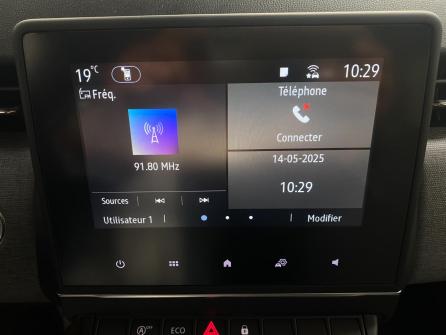 19°C
10:29
Fréq.
91.80 MHz
Sources
Téléphone
Connecter
14-05-2025
10:29
Utilisateur 1
Modifier
OFF
ECO